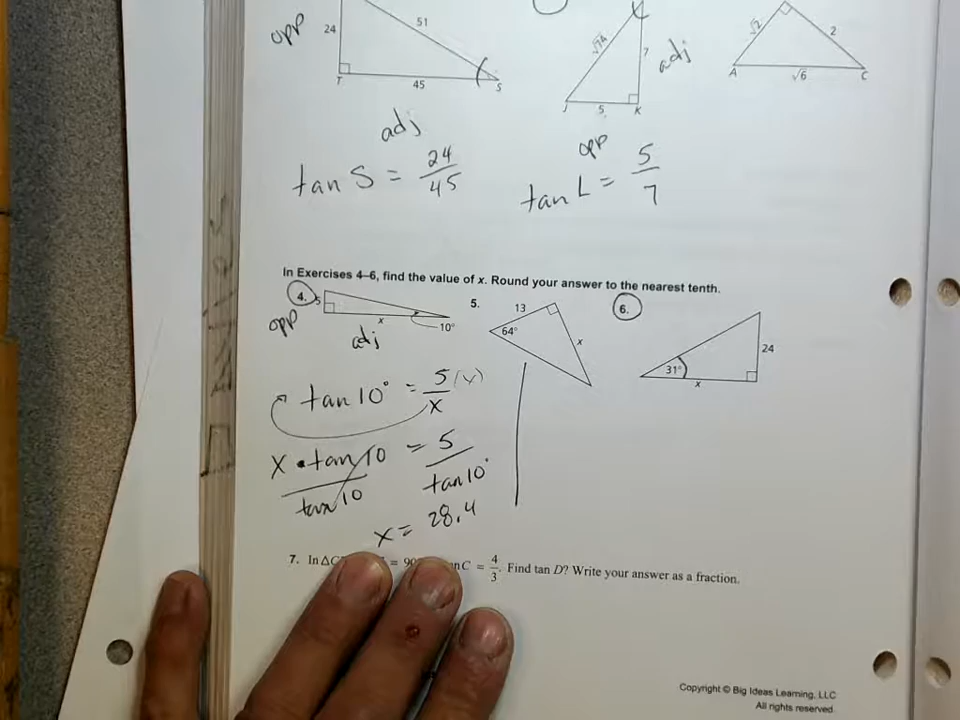 opp 24 51
T 45 S
adj
tan S = 24/45
√74 7 adj
J 5 K
opp
tan L = 5/7
√2 2
A √6 C
In Exercises 4–6, find the value of x. Round your answer to the nearest tenth.
4. 5 x 10°
opp adj
tan 10° = 5/x
x • tan 10 / tan 10 = 5 / tan 10°
x = 28.4
5. 13 64° x
6. 31° 24 x
7. In △C = 90 C = 4/3. Find tan D? Write your answer as a fraction.
Copyright © Big Ideas Learning, LLC
All rights reserved.